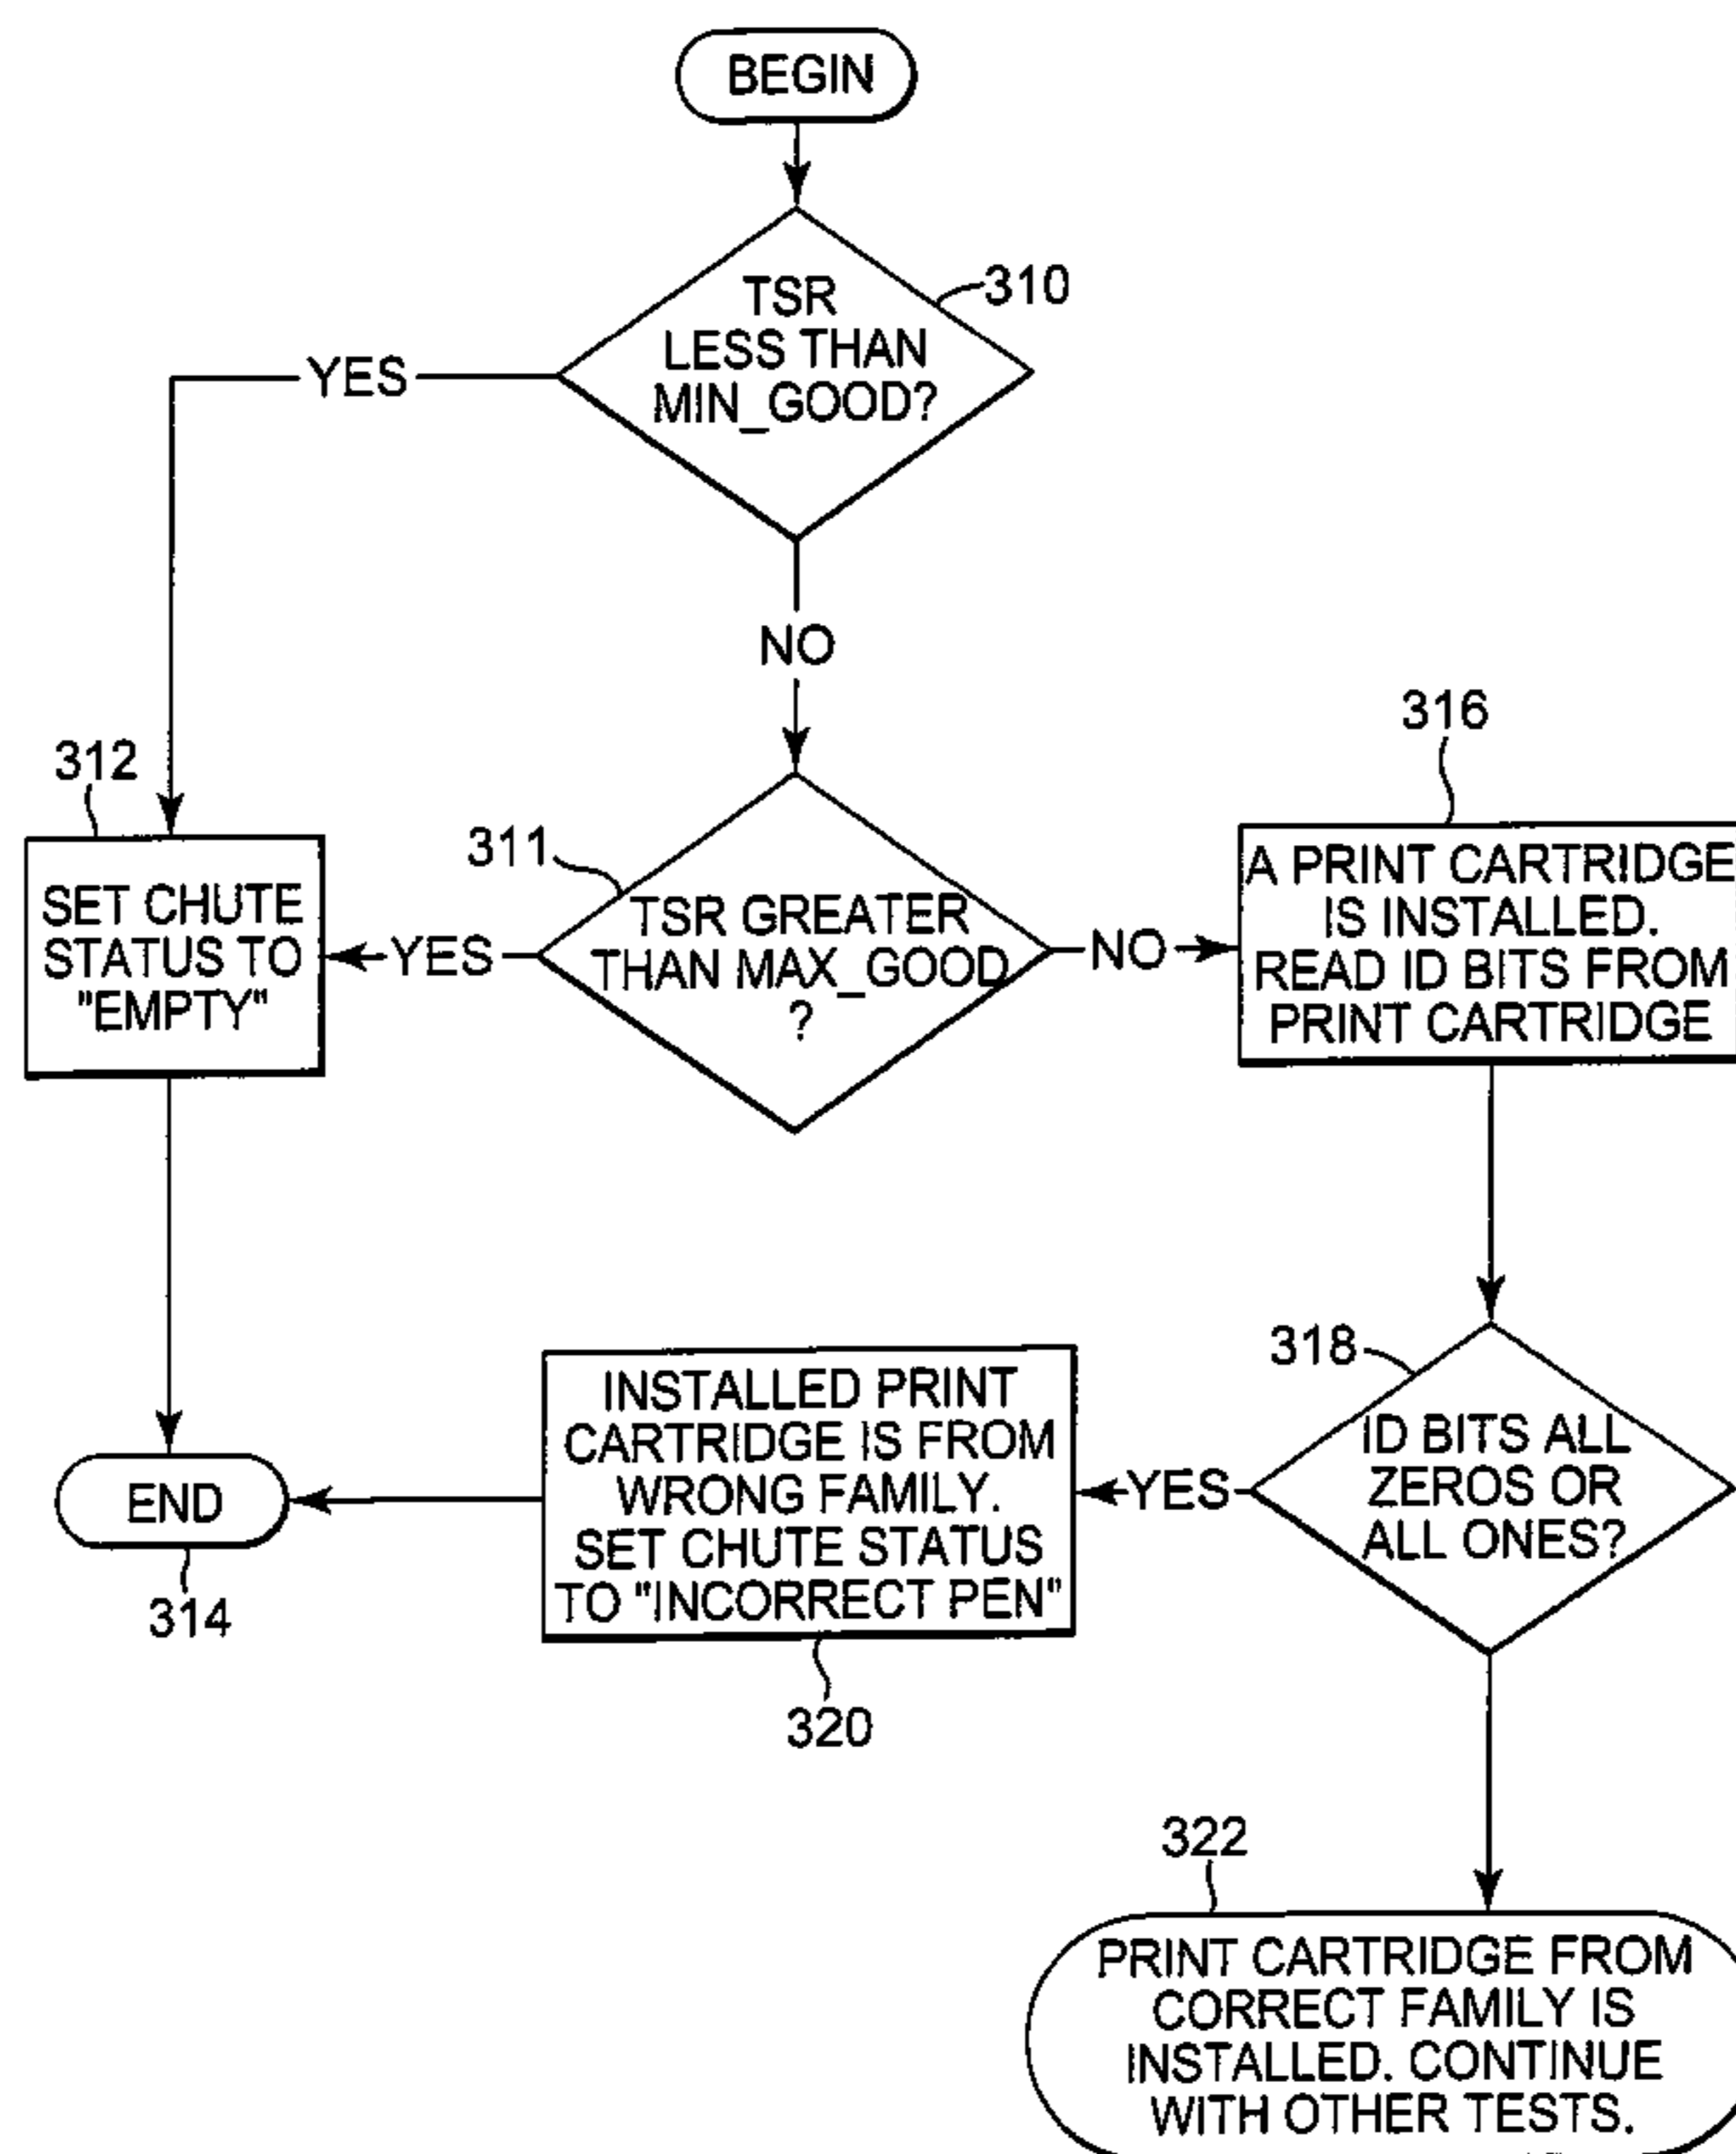 BEGIN
TSR
LESS THAN
MIN_GOOD?
310
YES
NO
316
312
311
SET CHUTE
STATUS TO
"EMPTY"
YES
TSR GREATER
THAN MAX_GOOD
?
NO
A PRINT CARTRIDGE
IS INSTALLED.
READ ID BITS FROM
PRINT CARTRIDGE
318
ID BITS ALL
ZEROS OR
ALL ONES?
YES
INSTALLED PRINT
CARTRIDGE IS FROM
WRONG FAMILY.
SET CHUTE STATUS
TO "INCORRECT PEN"
320
END
314
322
PRINT CARTRIDGE FROM
CORRECT FAMILY IS
INSTALLED. CONTINUE
WITH OTHER TESTS.